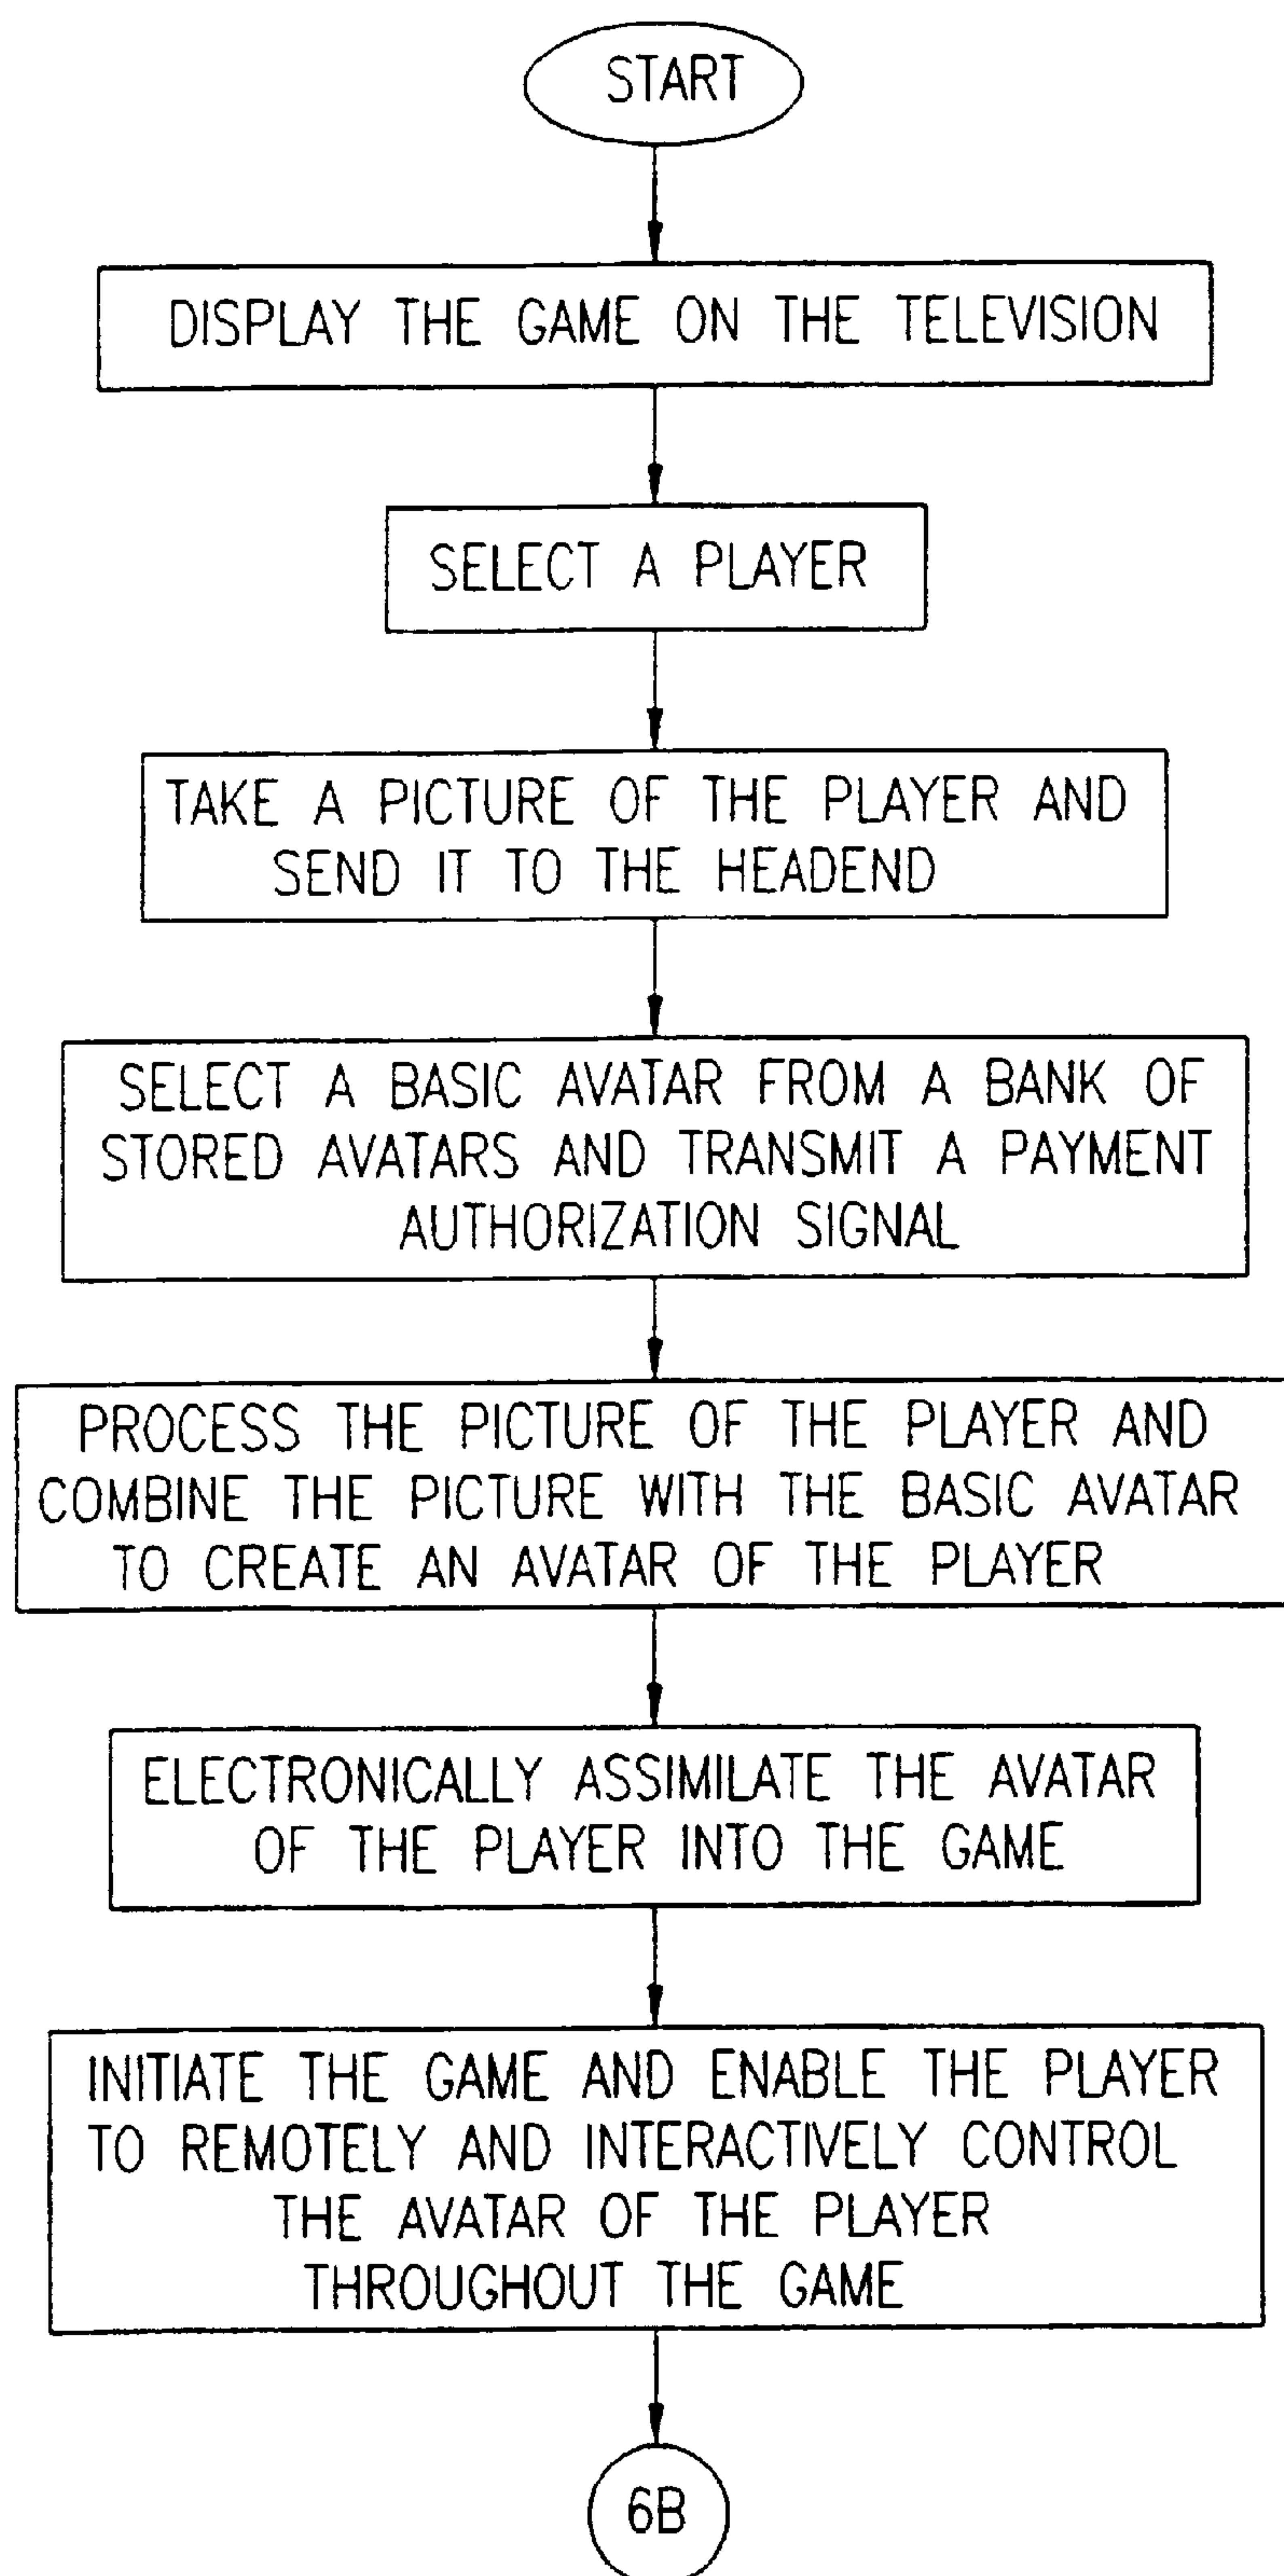 START
DISPLAY THE GAME ON THE TELEVISION
SELECT A PLAYER
TAKE A PICTURE OF THE PLAYER AND
SEND IT TO THE HEADEND
SELECT A BASIC AVATAR FROM A BANK OF
STORED AVATARS AND TRANSMIT A PAYMENT
AUTHORIZATION SIGNAL
PROCESS THE PICTURE OF THE PLAYER AND
COMBINE THE PICTURE WITH THE BASIC AVATAR
TO CREATE AN AVATAR OF THE PLAYER
ELECTRONICALLY ASSIMILATE THE AVATAR
OF THE PLAYER INTO THE GAME
INITIATE THE GAME AND ENABLE THE PLAYER
TO REMOTELY AND INTERACTIVELY CONTROL
THE AVATAR OF THE PLAYER
THROUGHOUT THE GAME
6B